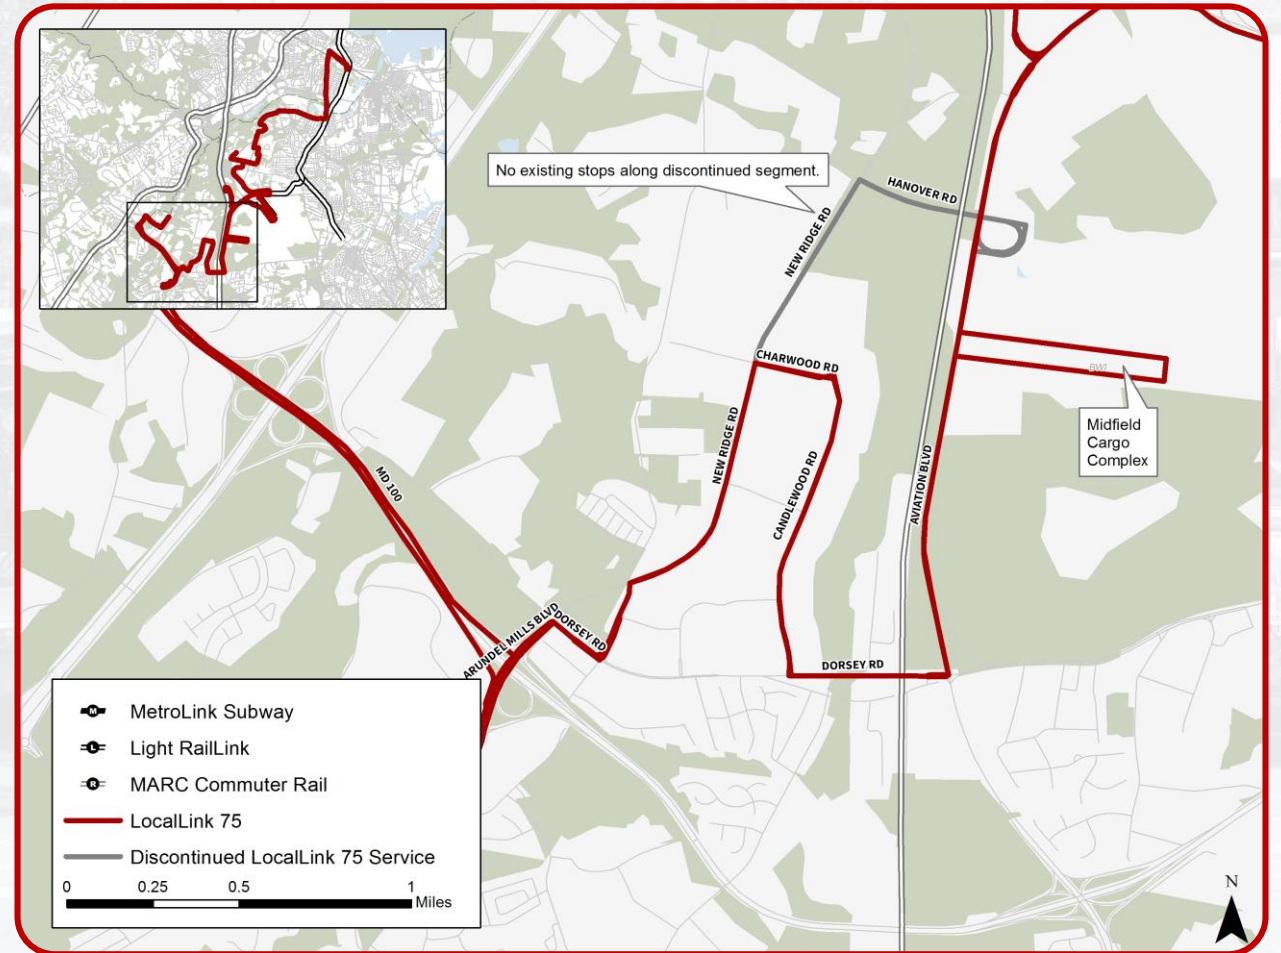 No existing stops along discontinued segment.
HANOVER RD
NEW RIDGE RD
CHARWOOD RD
BWI
Midfield
Cargo
Complex
NEW RIDGE RD
CANDLEWOOD RD
AVIATION BLVD
MD 100
ARUNDEL MILLS BLVD
DORSEY RD
DORSEY RD
M MetroLink Subway
L Light RailLink
R MARC Commuter Rail
LocalLink 75
Discontinued LocalLink 75 Service
0 0.25 0.5 1
Miles
N